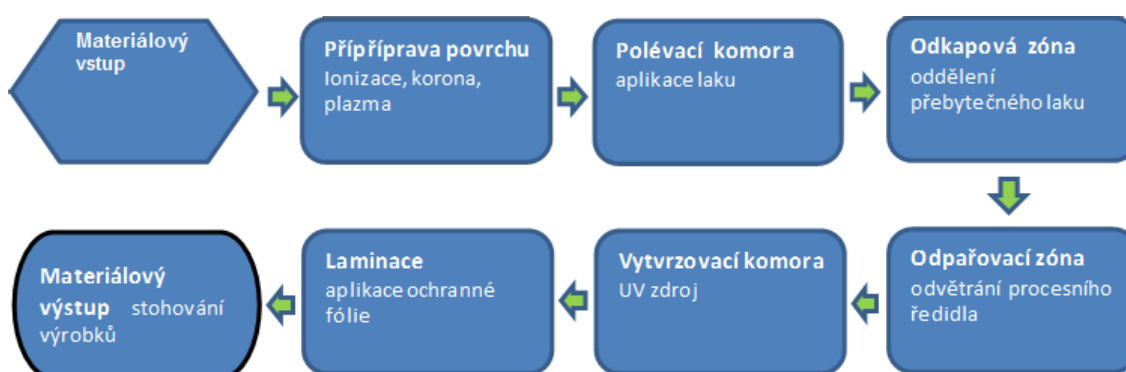 Materiálový
vstup
Přípříprava povrchu
Ionizace, korona,
plazma
Polévací komora
aplikace laku
Odkapová zóna
oddělení
přebytečného laku
Odpařovací zóna
odvětrání procesního
ředidla
Vytvrzovací komora
UV zdroj
Laminace
aplikace ochranné
fólie
Materiálový
výstup stohování
výrobků